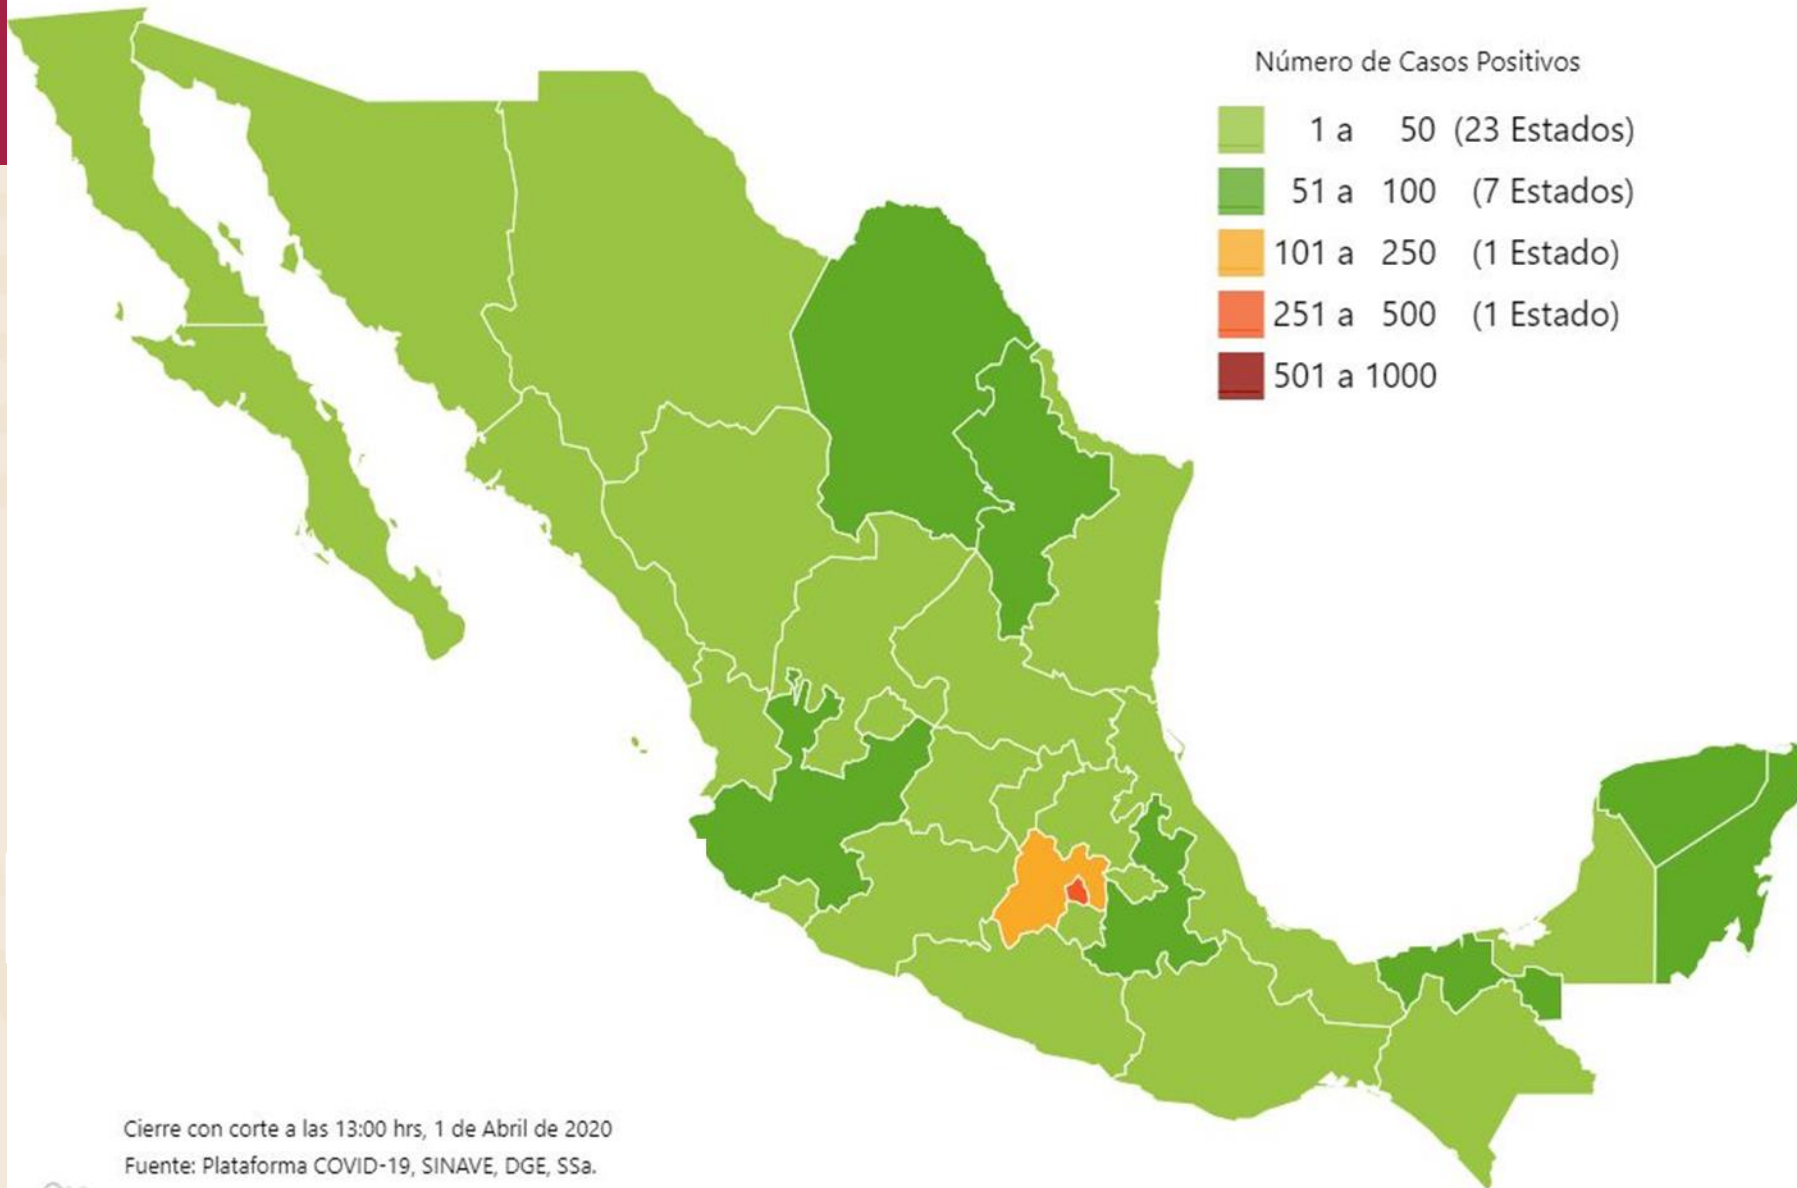 Número de Casos Positivos
1 a 50 (23 Estados)
51 a 100 (7 Estados)
101 a 250 (1 Estado)
251 a 500 (1 Estado)
501 a 1000
Cierre con corte a las 13:00 hrs, 1 de Abril de 2020
Fuente: Plataforma COVID-19, SINAVE, DGE, SSa.